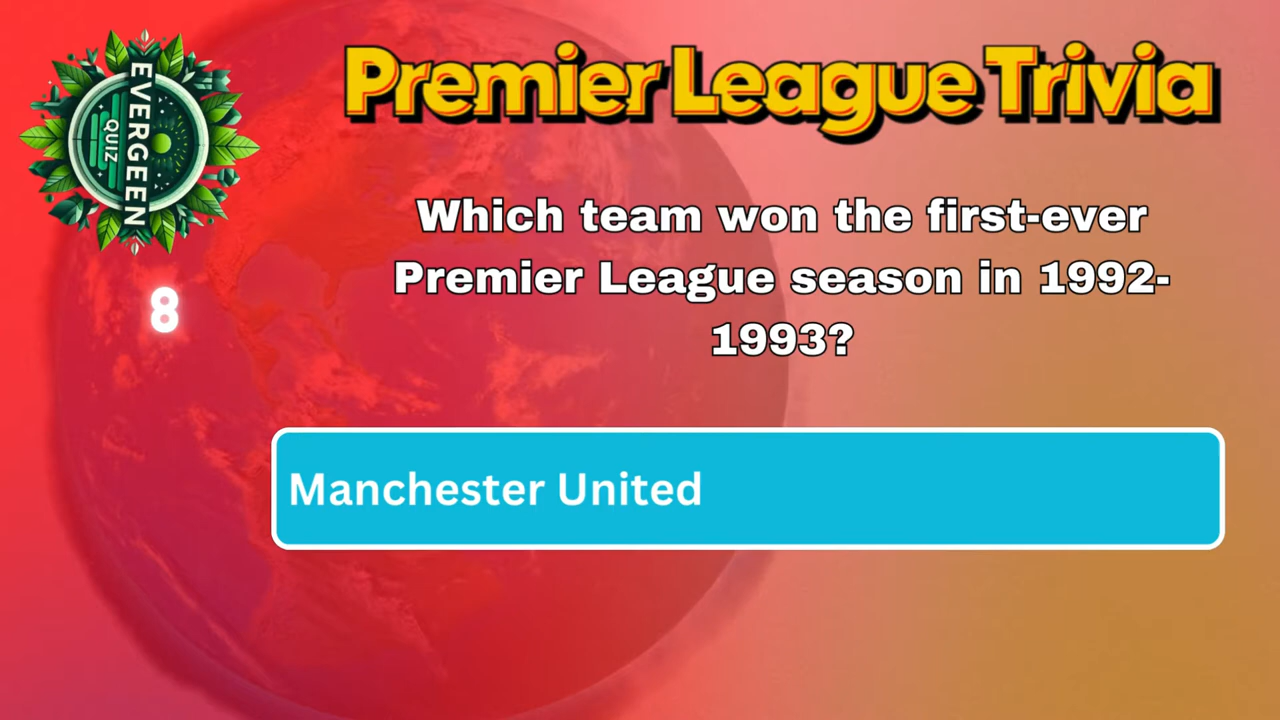 Premier League Trivia
EVERGEEN
QUIZ
Which team won the first-ever
Premier League season in 1992-
1993?
8
Manchester United